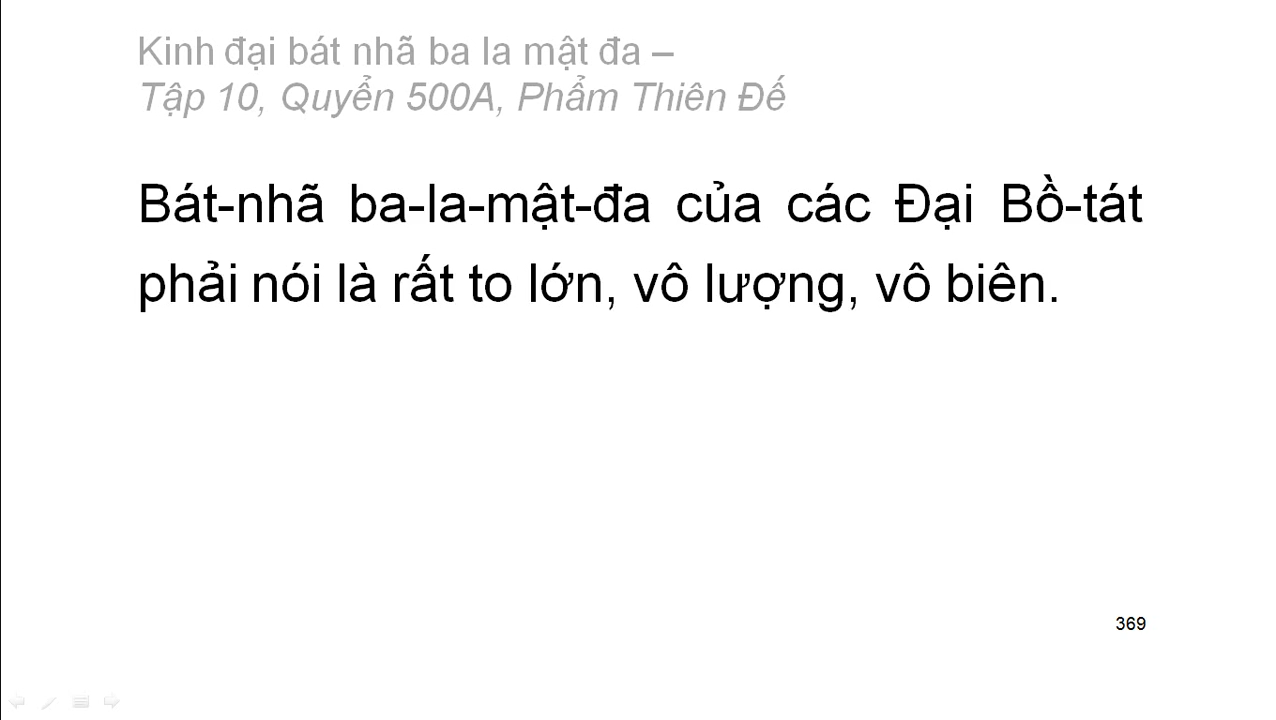 Kinh đại bát nhã ba la mật đa –
Tập 10, Quyển 500A, Phẩm Thiên Đế
Bát-nhã ba-la-mật-đa của các Đại Bồ-tát
phải nói là rất to lớn, vô lượng, vô biên.
369